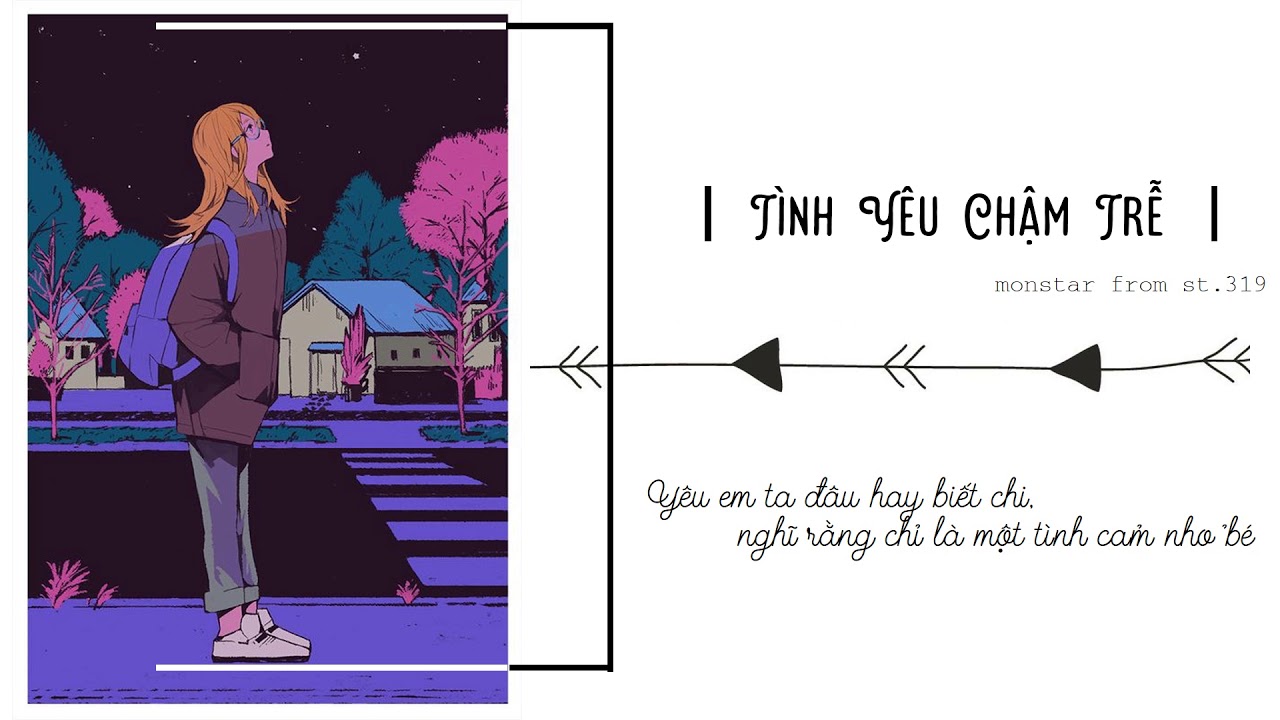 | Tình Yêu Chậm Trễ |
monstar from st.319
Yêu em ta đâu hay biết chi,
nghĩ rằng chỉ là một tình cảm nhỏ bé